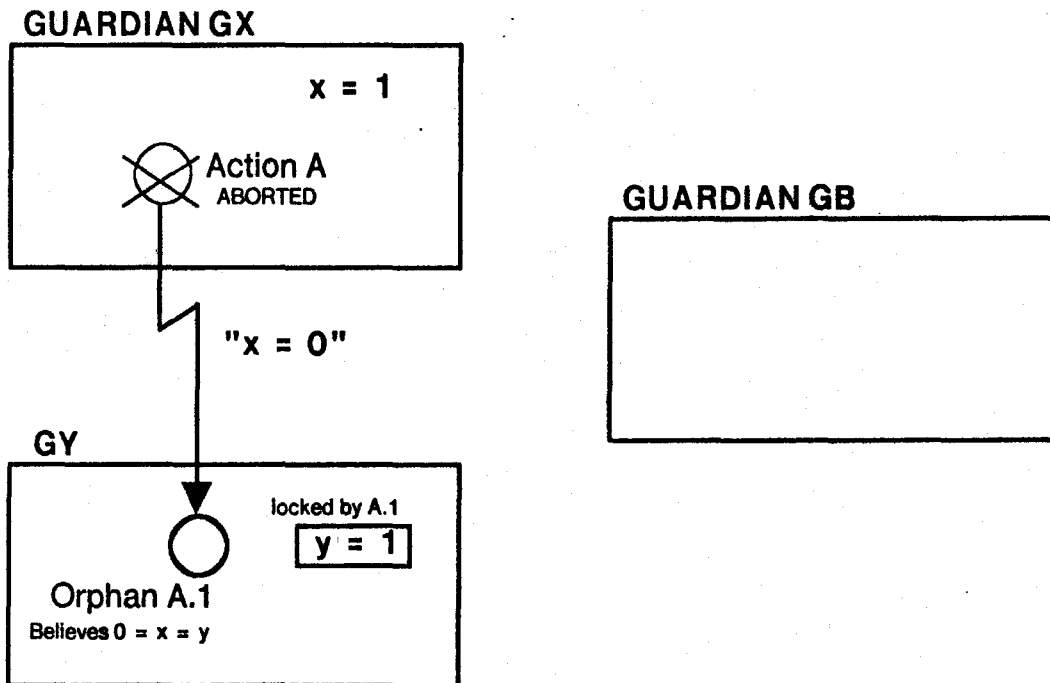 GUARDIAN GX
x = 1
Action A
ABORTED
GUARDIAN GB
"x = 0"
GY
locked by A.1
y = 1
Orphan A.1
Believes 0 = x = y